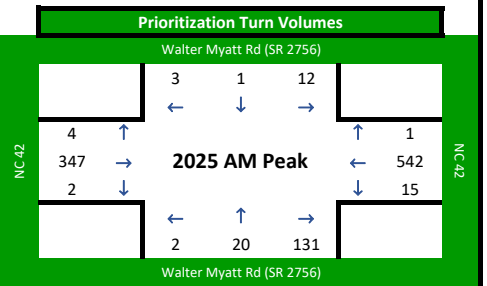 Prioritization Turn Volumes
Walter Myatt Rd (SR 2756)
3 1 12
← ↓ →
NC 42
4 ↑
347 →
2 ↓
2025 AM Peak
↑ 1
← 542
↓ 15
NC 42
← ↑ →
2 20 131
Walter Myatt Rd (SR 2756)